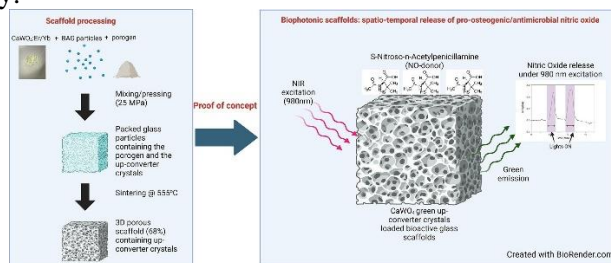 y.
Scaffold processing
CaWO₄:Er/Yb + BAG particles + porogen
Mixing/pressing
(25 MPa)
Packed glass
particles
containing the
porogen and the
up-converter
crystals
Sintering @ 555ºC
3D porous
scaffold (68%)
containing up-
converter crystals
Proof of concept
Biophotonic scaffolds: spatio-temporal release of pro-osteogenic/antimicrobial nitric oxide
S-Nitroso-n-Acetylpenicillamine
(NO-donor)
NIR
excitation
(980nm)
Nitric Oxide release
under 980 nm excitation
Lights ON
Green
emission
CaWO₄ green up-
converter crystals
loaded bioactive glass
scaffolds
Created with BioRender.com